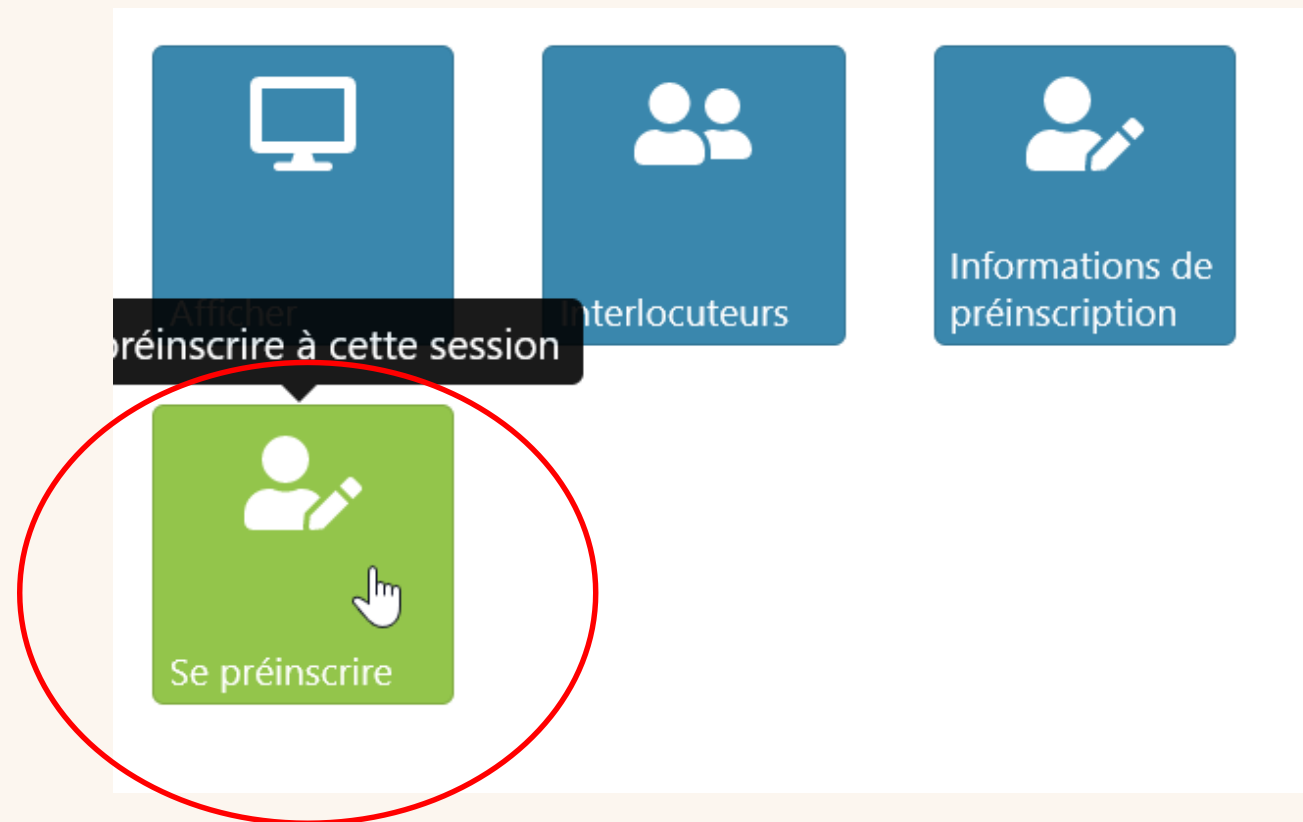 Afficher
Interlocuteurs
Informations de
préinscription
préinscrire à cette session
Se préinscrire